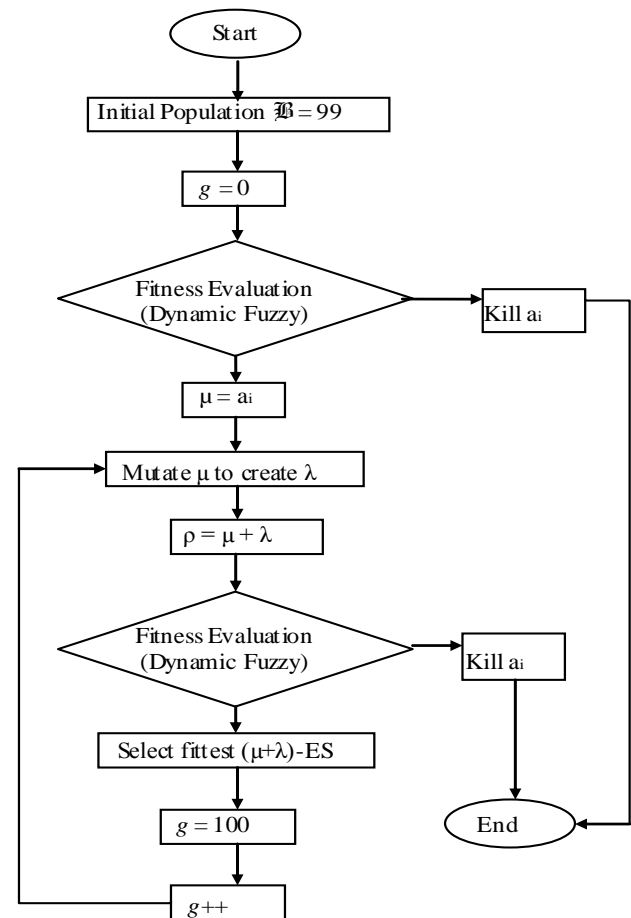 Start
Initial Population = 99
g = 0
Fitness Evaluation
(Dynamic Fuzzy)
Kill ai
μ = ai
Mutate μ to create λ
ρ = μ + λ
Fitness Evaluation
(Dynamic Fuzzy)
Kill ai
Select fittest (μ+λ)-ES
g = 100
End
g++